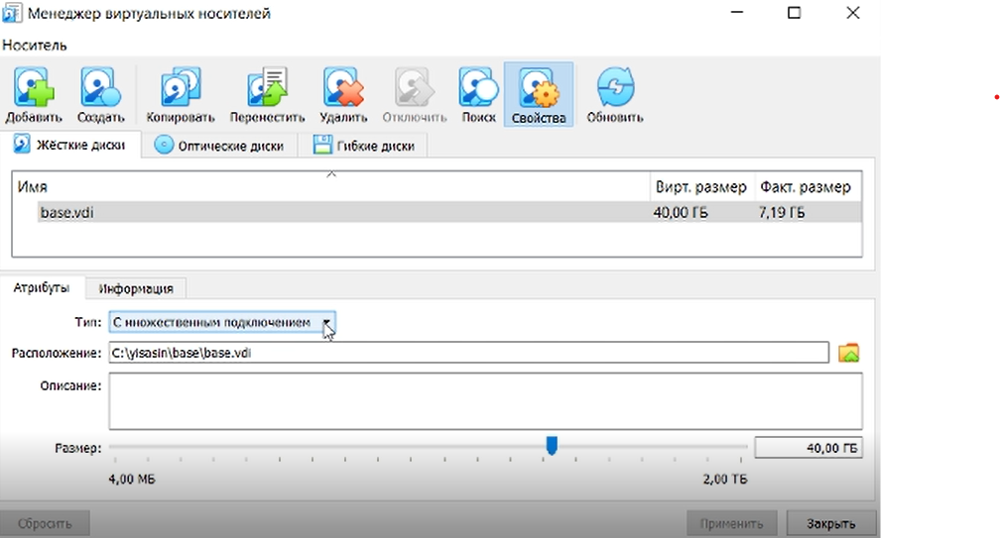 Менеджер виртуальных носителей
Носитель
Добавить Создать Копировать Переместить Удалить Отключить Поиск Свойства Обновить
Жёсткие диски Оптические диски Гибкие диски
Имя Вирт. размер Факт. размер
base.vdi 40,00 ГБ 7,19 ГБ
Атрибуты Информация
Тип: С множественным подключением
Расположение: C:\yisasin\base\base.vdi
Описание:
Размер: 40,00 ГБ
4,00 МБ 2,00 ТБ
Сбросить Применить Закрыть